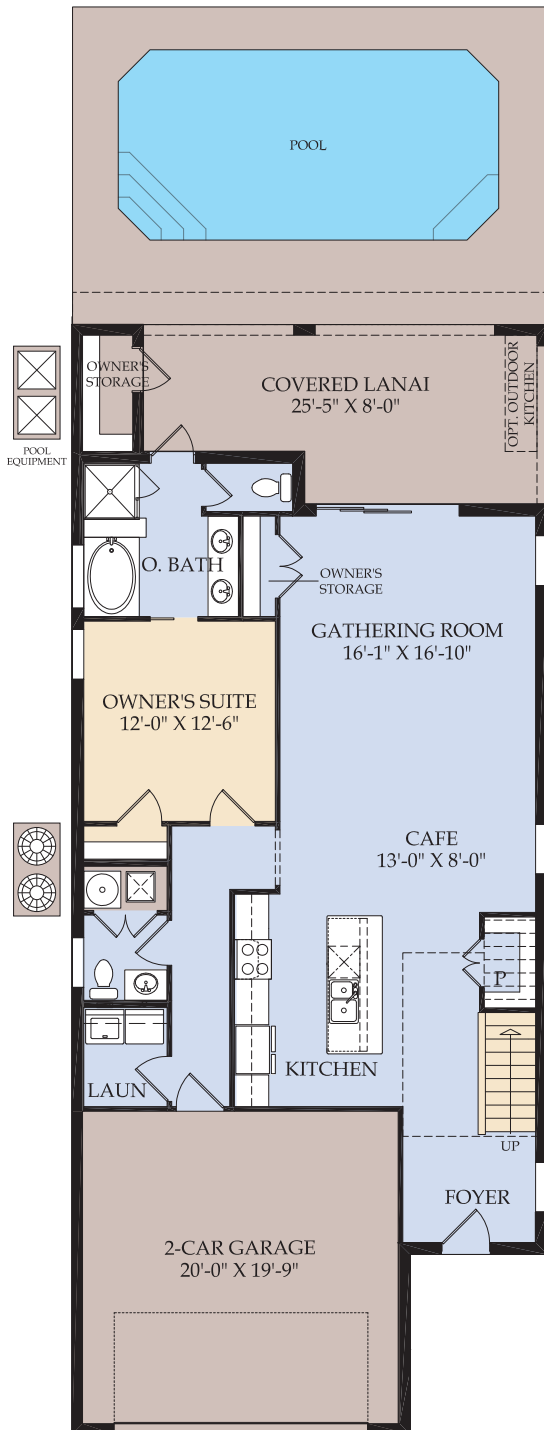 POOL
OWNER'S
STORAGE
COVERED LANAI
25'-5" X 8'-0"
OPT. OUTDOOR
KITCHEN
POOL
EQUIPMENT
O. BATH
OWNER'S
STORAGE
GATHERING ROOM
16'-1" X 16'-10"
OWNER'S SUITE
12'-0" X 12'-6"
CAFE
13'-0" X 8'-0"
P
KITCHEN
LAUN
UP
FOYER
2-CAR GARAGE
20'-0" X 19'-9"